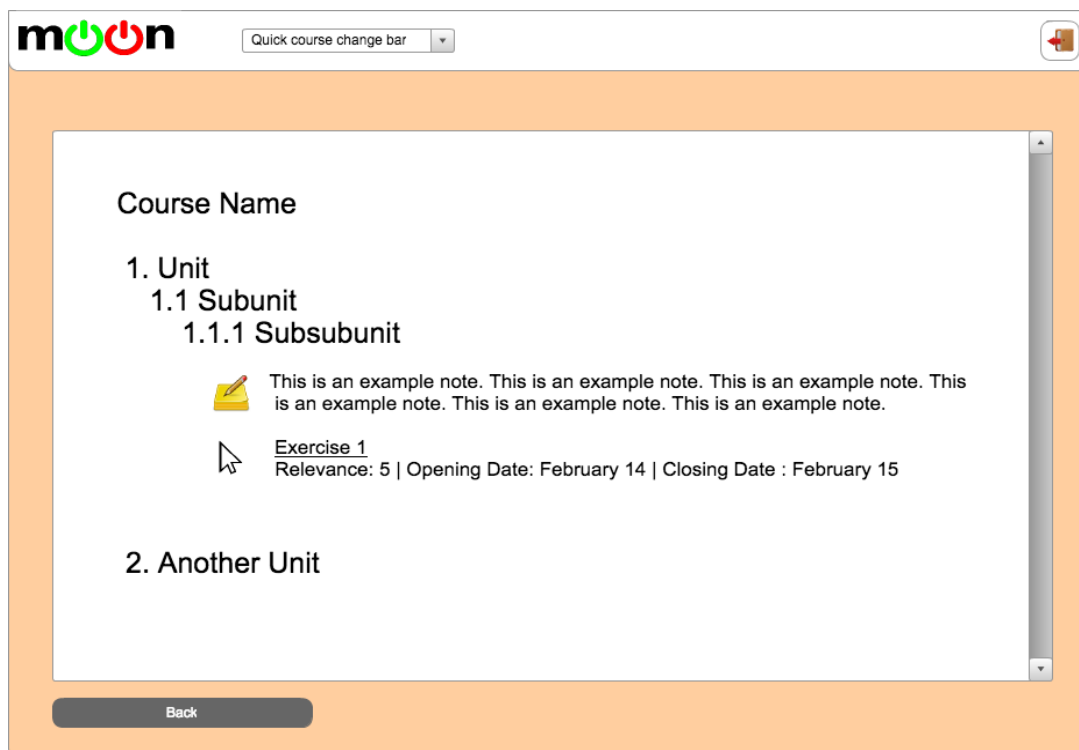 moon
Quick course change bar
Course Name
1. Unit
1.1 Subunit
1.1.1 Subsubunit
This is an example note. This is an example note. This is an example note. This
is an example note. This is an example note. This is an example note.
Exercise 1
Relevance: 5 | Opening Date: February 14 | Closing Date : February 15
2. Another Unit
Back